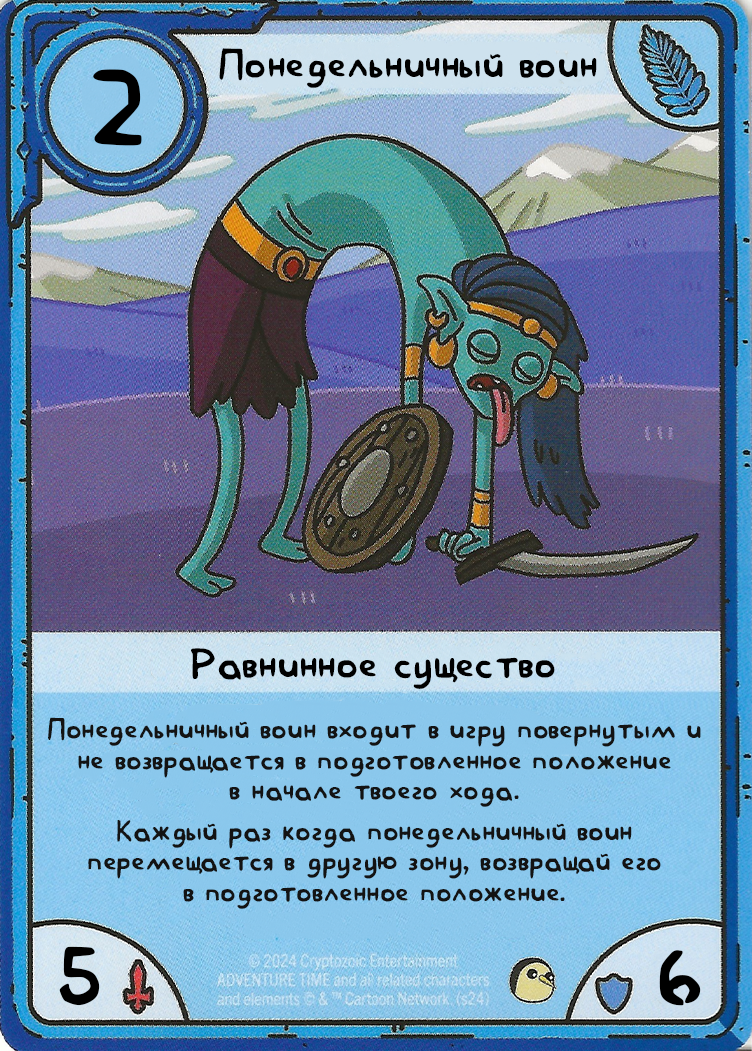 2
Понедельничный воин
Равнинное существо
Понедельничный воин входит в игру повернутым и
не возвращается в подготовленное положение
в начале твоего хода.
Каждый раз когда понедельничный воин
перемещается в другую зону, возвращай его
в подготовленное положение.
5
© 2024 Cryptozoic Entertainment
ADVENTURE TIME and all related characters
and elements © & ™ Cartoon Network. (s24)
6